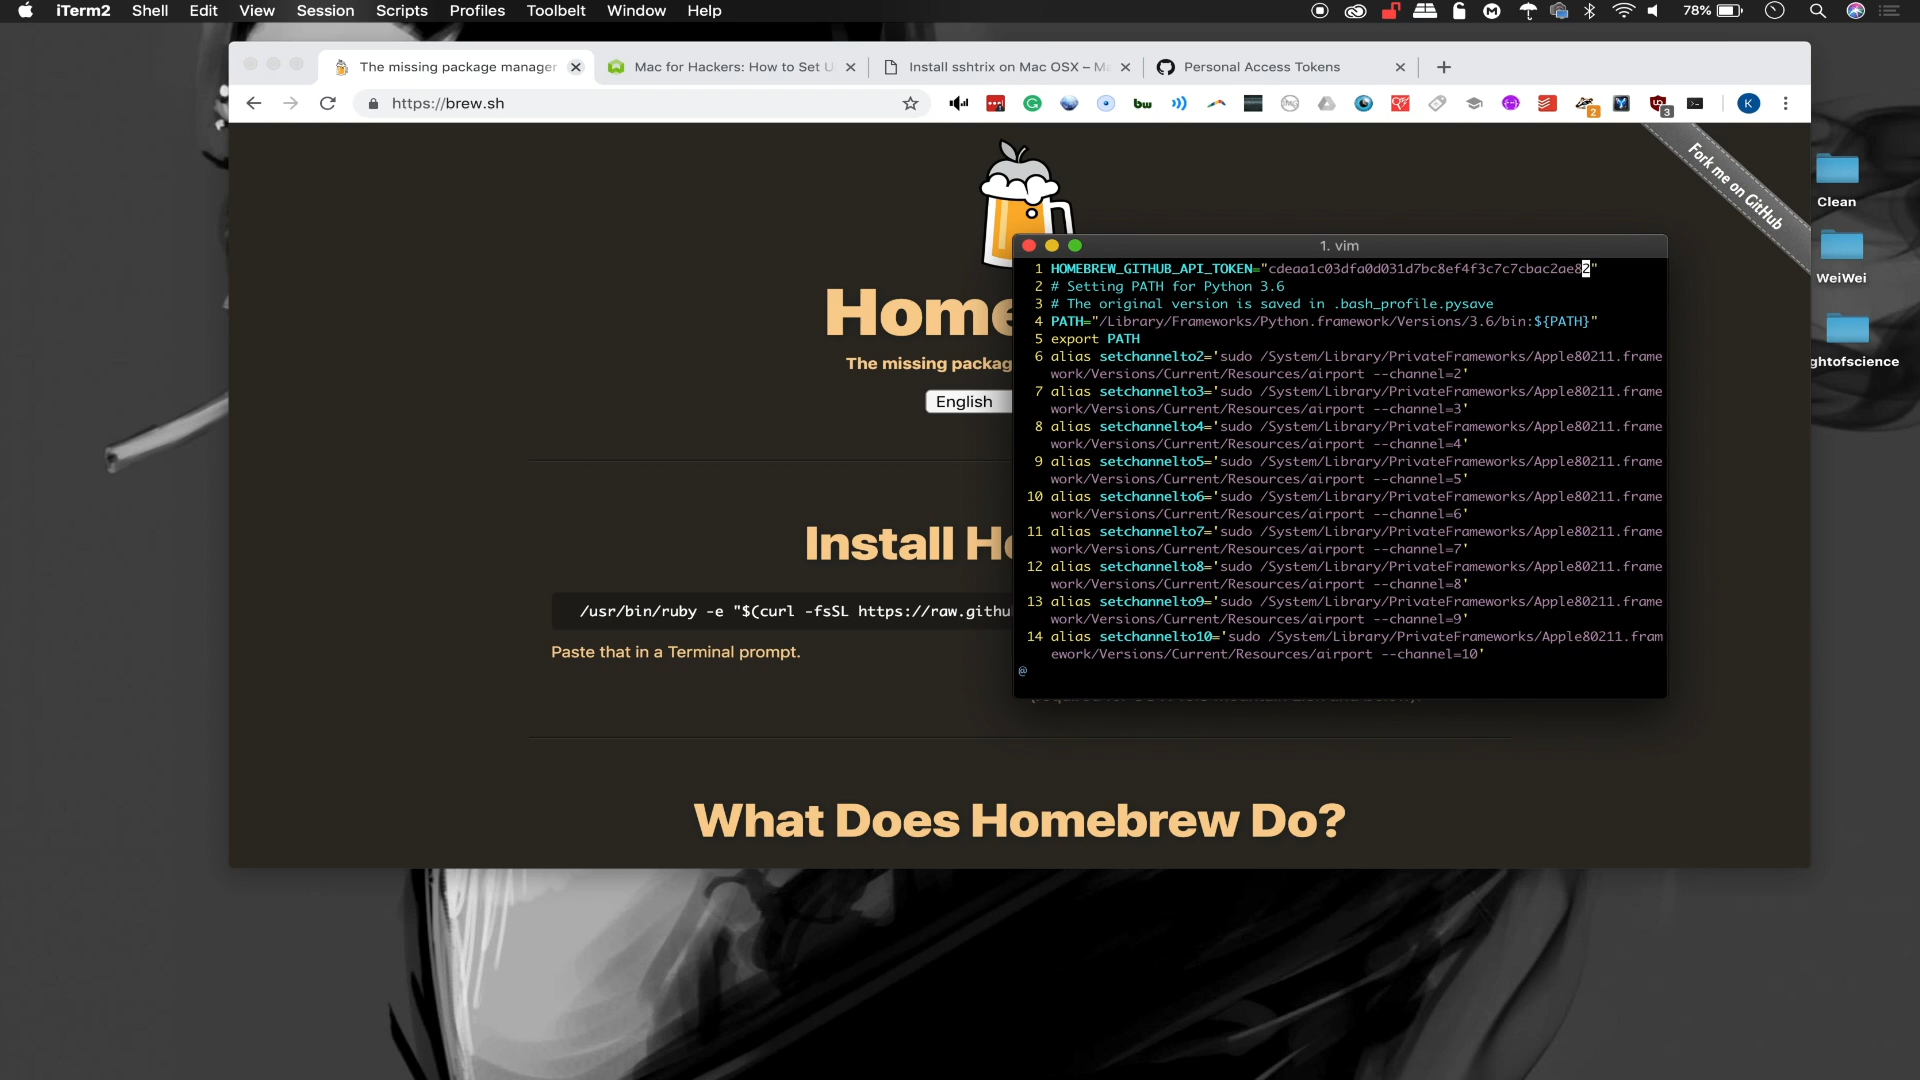 iTerm2 Shell Edit View Session Scripts Profiles Toolbelt Window Help 78%
The missing package manager
Mac for Hackers: How to Set U
Install sshtrix on Mac OSX – Ma
Personal Access Tokens
https://brew.sh
bw
2
3
K
Fork me on GitHub
Clean
WeiWei
ghtofscience
Home
The missing packag
English
Install Ho
/usr/bin/ruby -e "$(curl -fsSL https://raw.githu
Paste that in a Terminal prompt.
What Does Homebrew Do?
1. vim
1 HOMEBREW_GITHUB_API_TOKEN="cdeaa1c03dfa0d031d7bc8ef4f3c7c7cbac2ae82"
2 # Setting PATH for Python 3.6
3 # The original version is saved in .bash_profile.pysave
4 PATH="/Library/Frameworks/Python.framework/Versions/3.6/bin:${PATH}"
5 export PATH
6 alias setchannelto2='sudo /System/Library/PrivateFrameworks/Apple80211.frame
work/Versions/Current/Resources/airport --channel=2'
7 alias setchannelto3='sudo /System/Library/PrivateFrameworks/Apple80211.frame
work/Versions/Current/Resources/airport --channel=3'
8 alias setchannelto4='sudo /System/Library/PrivateFrameworks/Apple80211.frame
work/Versions/Current/Resources/airport --channel=4'
9 alias setchannelto5='sudo /System/Library/PrivateFrameworks/Apple80211.frame
work/Versions/Current/Resources/airport --channel=5'
10 alias setchannelto6='sudo /System/Library/PrivateFrameworks/Apple80211.frame
work/Versions/Current/Resources/airport --channel=6'
11 alias setchannelto7='sudo /System/Library/PrivateFrameworks/Apple80211.frame
work/Versions/Current/Resources/airport --channel=7'
12 alias setchannelto8='sudo /System/Library/PrivateFrameworks/Apple80211.frame
work/Versions/Current/Resources/airport --channel=8'
13 alias setchannelto9='sudo /System/Library/PrivateFrameworks/Apple80211.frame
work/Versions/Current/Resources/airport --channel=9'
14 alias setchannelto10='sudo /System/Library/PrivateFrameworks/Apple80211.fram
ework/Versions/Current/Resources/airport --channel=10'
@